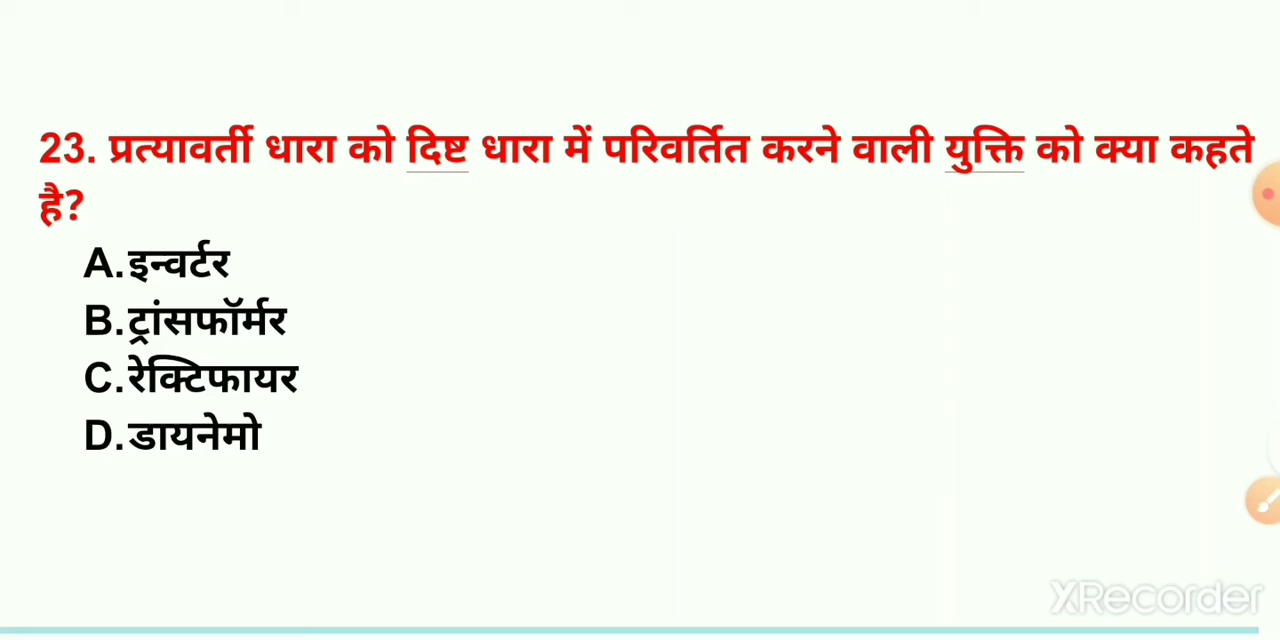 23. प्रत्यावर्ती धारा को दिष्ट धारा में परिवर्तित करने वाली युक्ति को क्या कहते
है?
A.इन्वर्टर
B.ट्रांसफॉर्मर
C.रेक्टिफायर
D.डायनेमो
XRecorder